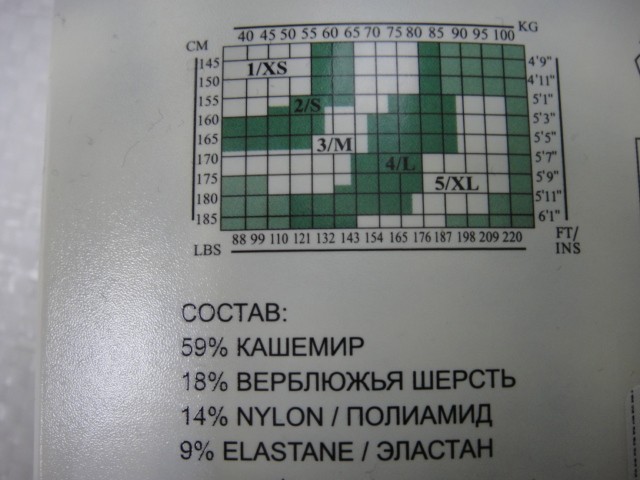 40 45 50 55 60 65 70 75 80 85 90 95 100 KG
CM
145 4'9"
1/XS
150 4'11"
155 5'1"
2/S
160 5'3"
165 5'5"
3/M
170 5'7"
4/L
175 5'9"
5/XL
180 5'11"
185 6'1"
88 99 110 121 132 143 154 165 176 187 198 209 220 FT/
LBS INS
СОСТАВ:
59% КАШЕМИР
18% ВЕРБЛЮЖЬЯ ШЕРСТЬ
14% NYLON / ПОЛИАМИД
9% ELASTANE / ЭЛАСТАН